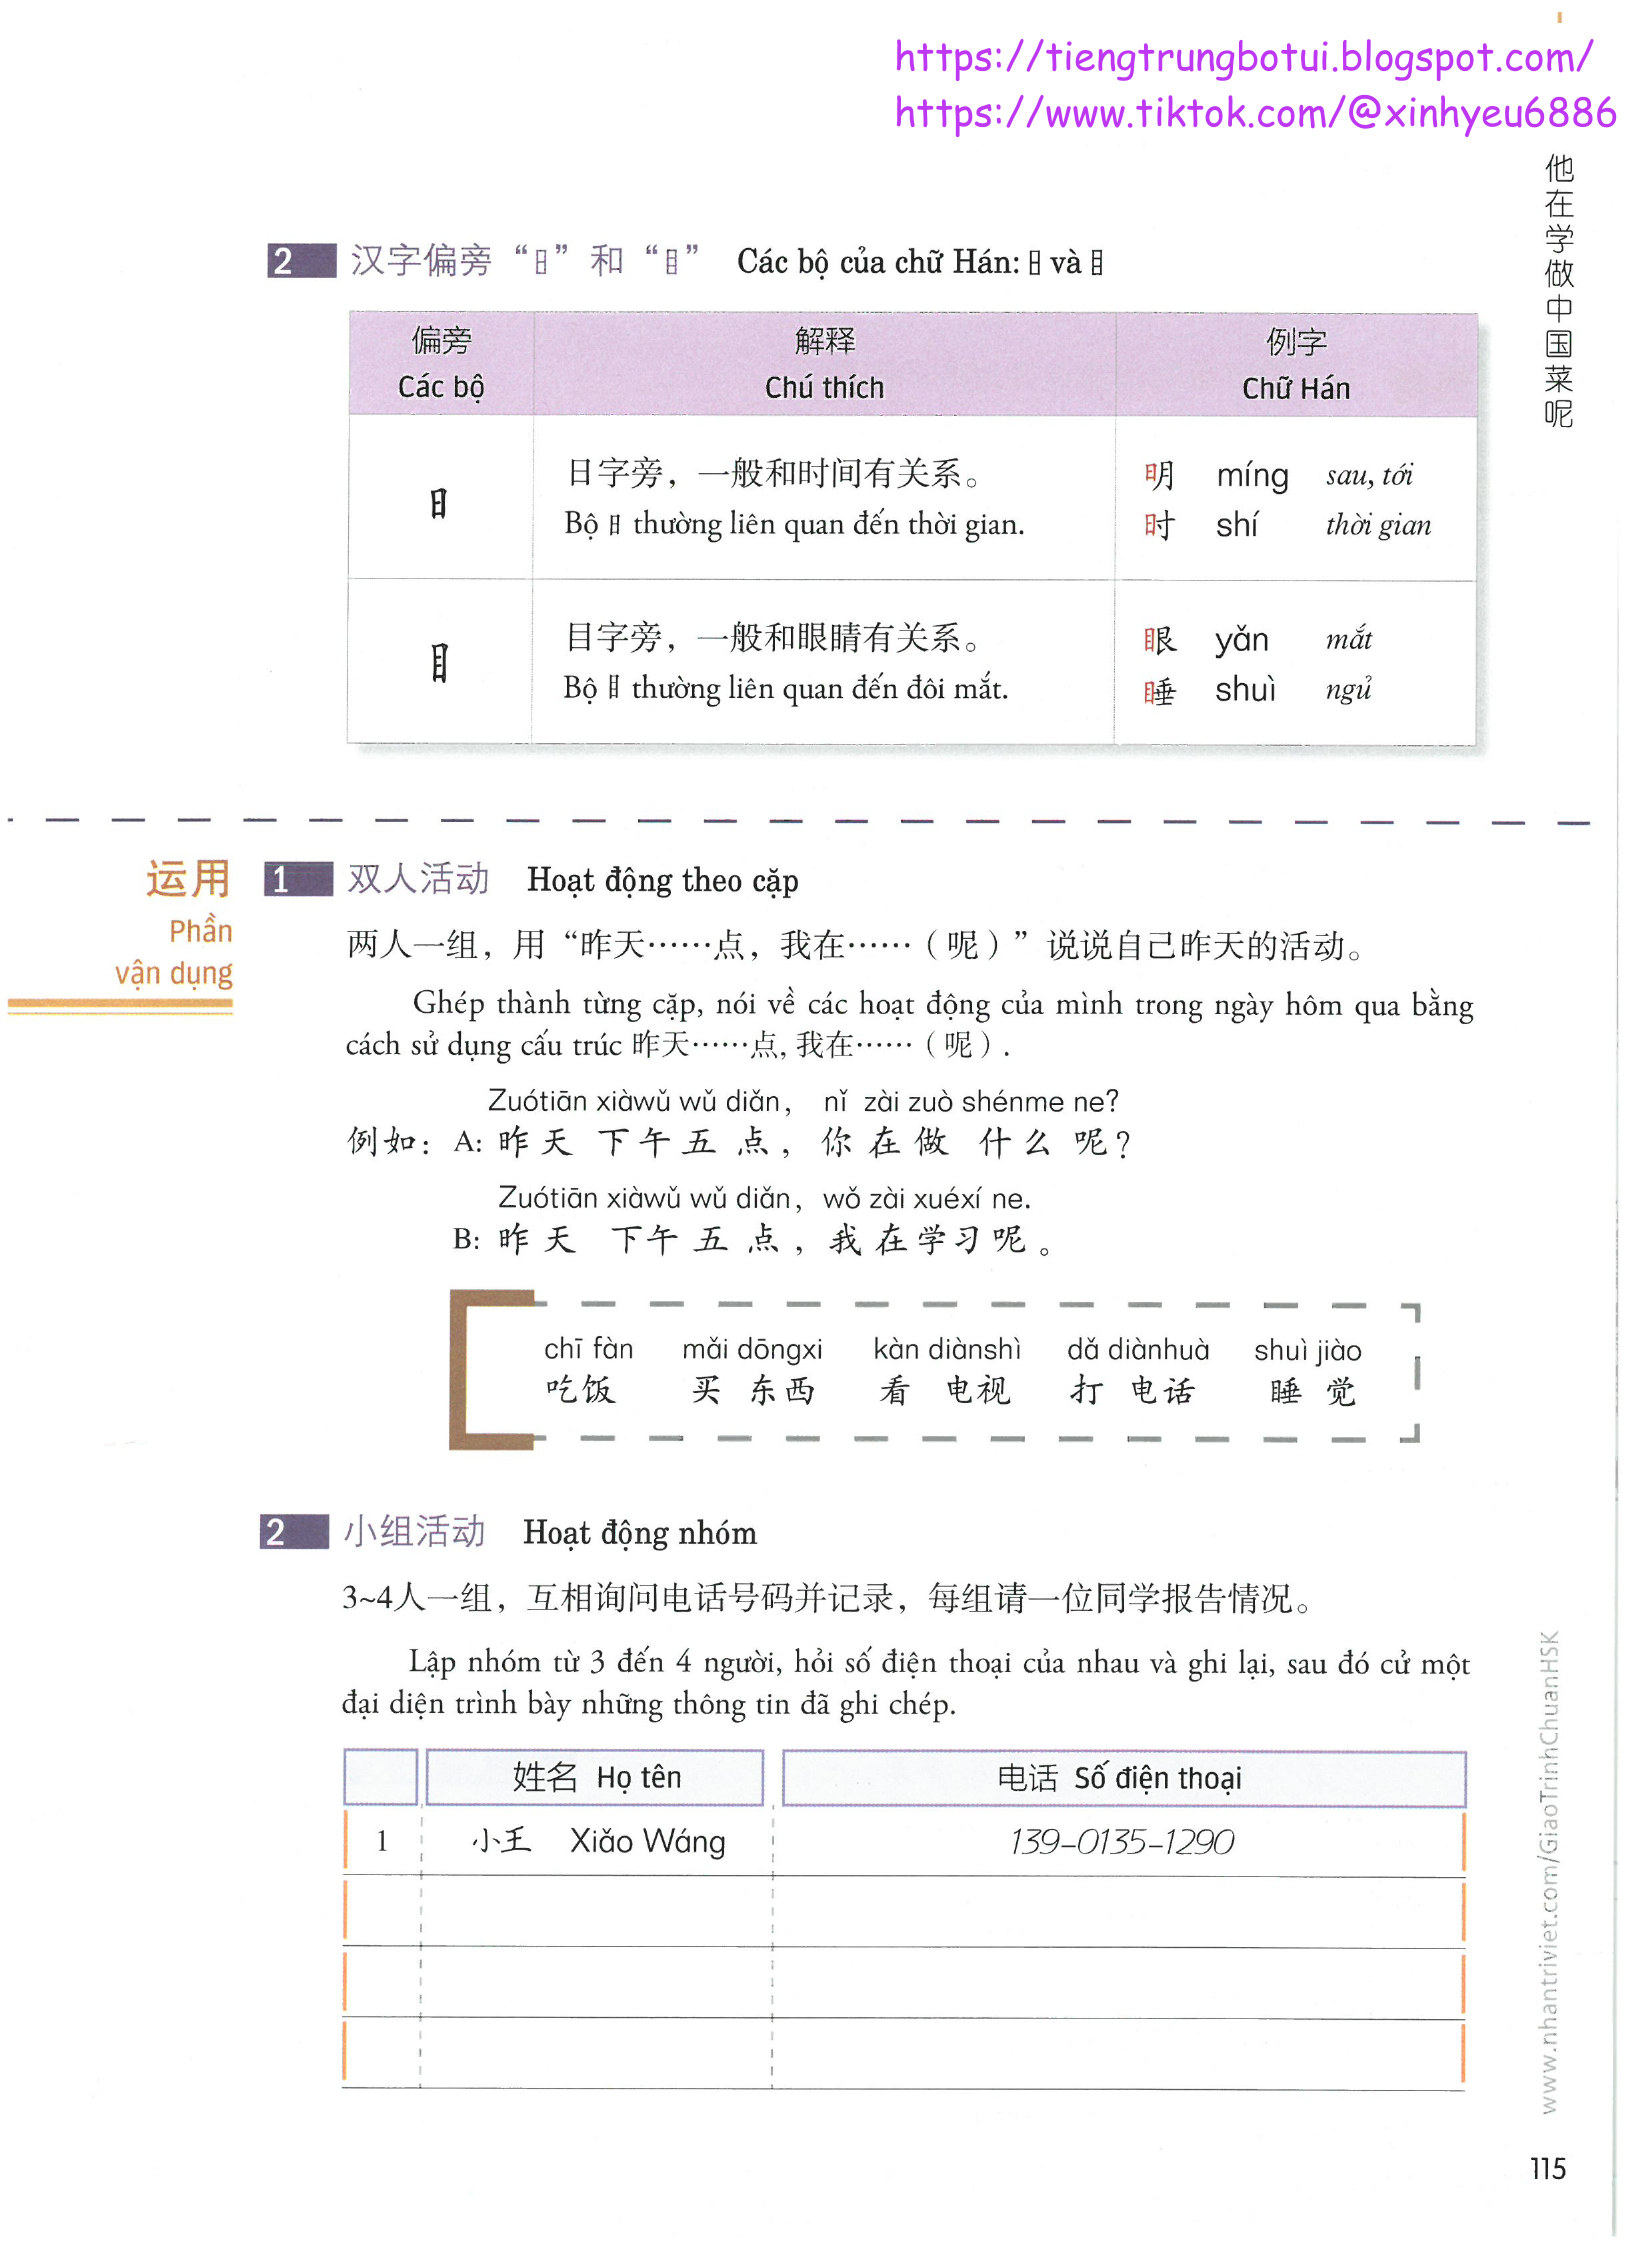 https://tiengtrungbotui.blogspot.com/
https://www.tiktok.com/@xinhyeu6886
他在学做中国菜呢
2 汉字偏旁“日”和“目” Các bộ của chữ Hán: 日 và 目
偏旁 解释 例字
Các bộ Chú thích Chữ Hán
日 日字旁，一般和时间有关系。 明 míng sau, tới
Bộ 日 thường liên quan đến thời gian. 时 shí thời gian
目 目字旁，一般和眼睛有关系。 眼 yǎn mắt
Bộ 目 thường liên quan đến đôi mắt. 睡 shuì ngủ
运用
Phần
vận dụng
1 双人活动 Hoạt động theo cặp
两人一组，用“昨天……点，我在……（呢）”说说自己昨天的活动。
Ghép thành từng cặp, nói về các hoạt động của mình trong ngày hôm qua bằng
cách sử dụng cấu trúc 昨天……点, 我在……（呢）.
Zuótiān xiàwǔ wǔ diǎn, nǐ zài zuò shénme ne?
例如：A: 昨天下午五点，你在做什么呢？
Zuótiān xiàwǔ wǔ diǎn, wǒ zài xuéxí ne.
B: 昨天下午五点，我在学习呢。
chī fàn mǎi dōngxi kàn diànshì dǎ diànhuà shuì jiào
吃饭 买东西 看电视 打电话 睡觉
2 小组活动 Hoạt động nhóm
3~4人一组，互相询问电话号码并记录，每组请一位同学报告情况。
Lập nhóm từ 3 đến 4 người, hỏi số điện thoại của nhau và ghi lại, sau đó cử một
đại diện trình bày những thông tin đã ghi chép.
姓名 Họ tên 电话 Số điện thoại
1 小王 Xiǎo Wáng 139-0135-1290
www.nhantriviet.com/GiaoTrinhChuanHSK
115